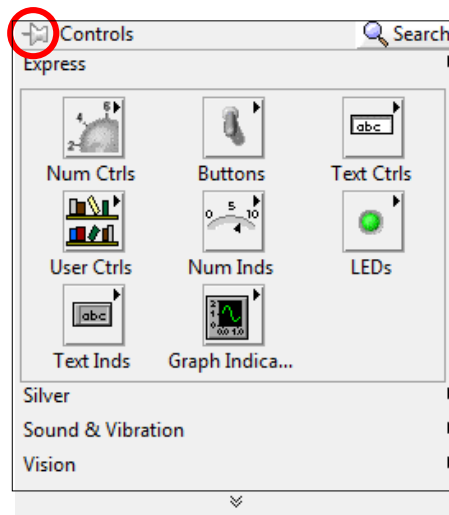 Controls Search
Express
Num Ctrls Buttons Text Ctrls
User Ctrls Num Inds LEDs
Text Inds Graph Indica...
Silver
Sound & Vibration
Vision